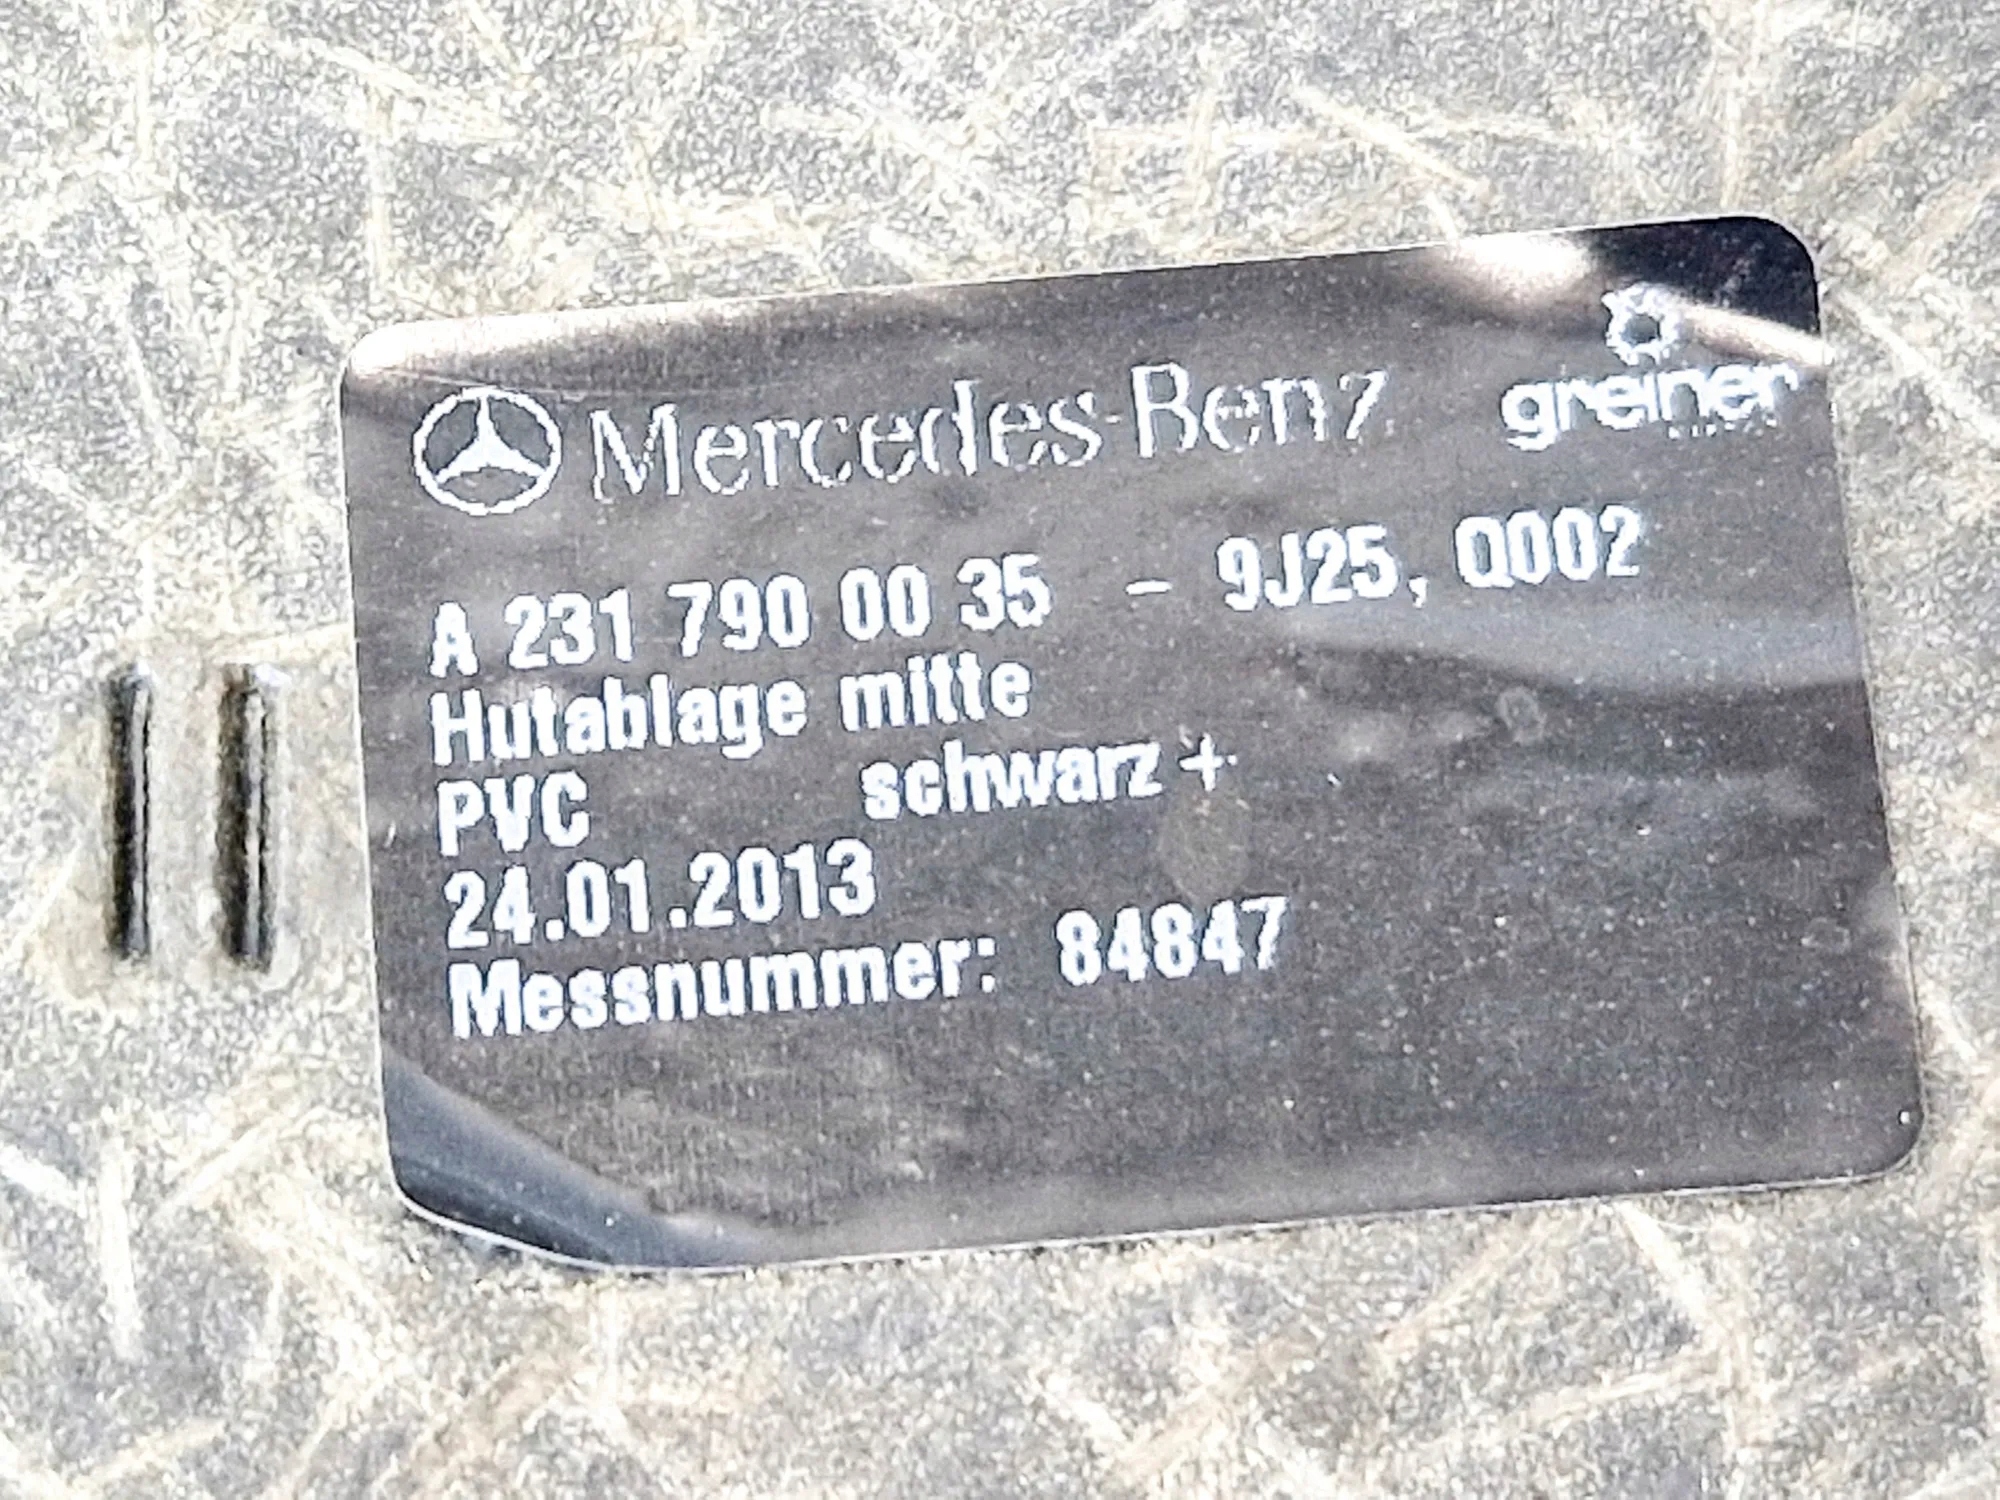 Mercedes-Benz
greiner
A 231 790 00 35 - 9J25, Q002
Hutablage mitte
PVC schwarz +
24.01.2013
Messnummer: 84847